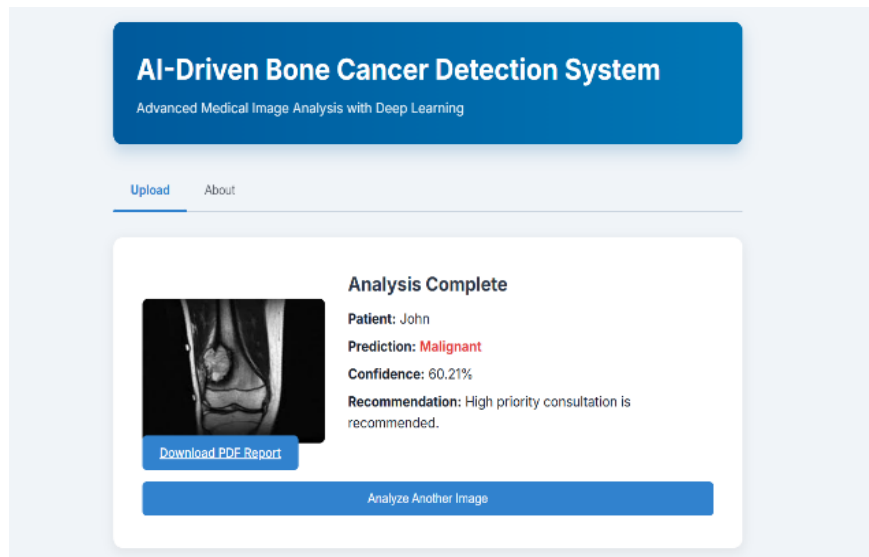 AI-Driven Bone Cancer Detection System
Advanced Medical Image Analysis with Deep Learning
Upload About
Analysis Complete
Patient: John
Prediction: Malignant
Confidence: 60.21%
Recommendation: High priority consultation is
recommended.
Download PDF Report
Analyze Another Image